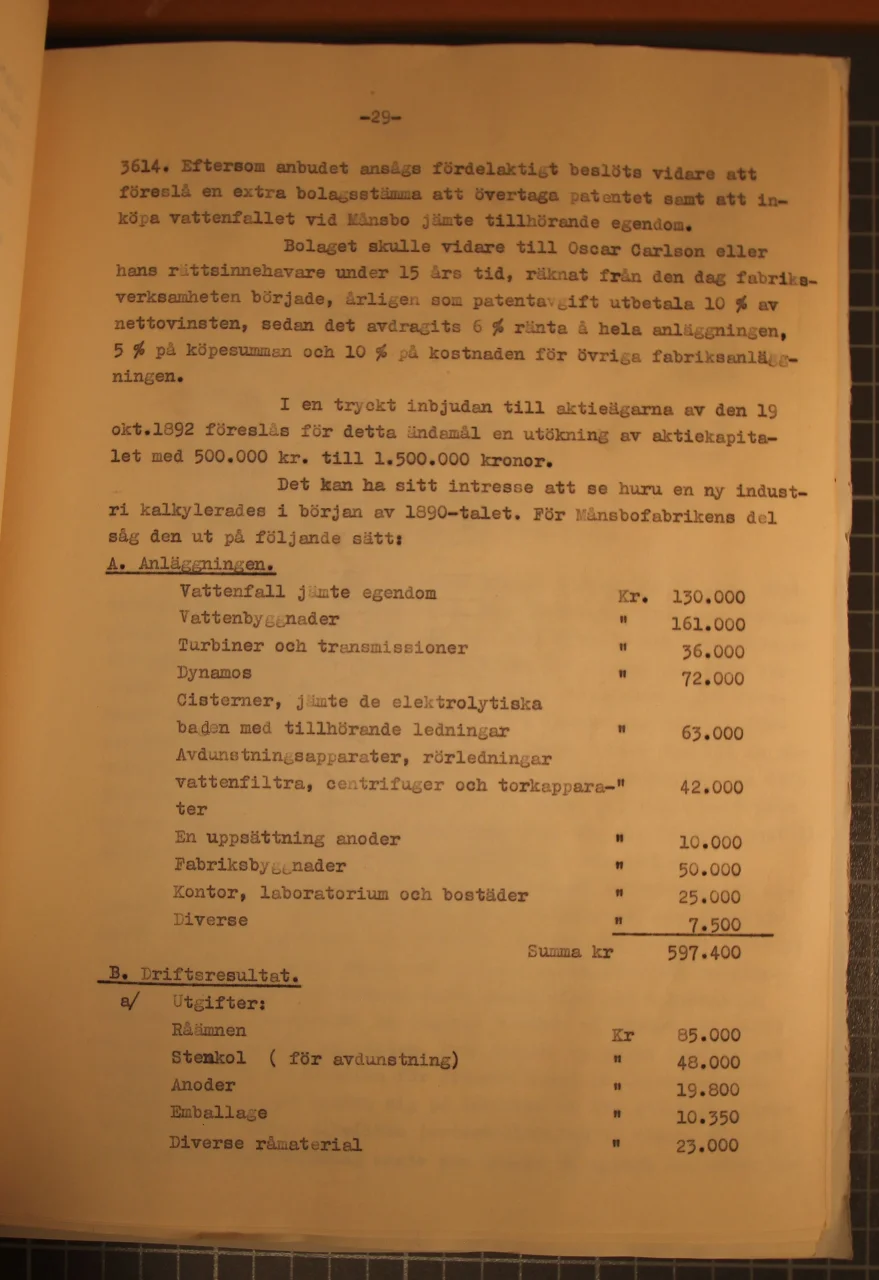 -29-
3614. Eftersom anbudet ansågs fördelaktigt beslöts vidare att
föreslå en extra bolagsstämma att övertaga patentet samt att in-
köpa vattenfallet vid Månsbo jämte tillhörande egendom.
Bolaget skulle vidare till Oscar Carlson eller
hans rättsinnehavare under 15 års tid, räknat från den dag fabriks-
verksamheten började, årligen som patentavgift utbetala 10 % av
nettovinsten, sedan det avdragits 6 % ränta å hela anläggningen,
5 % på köpesumman och 10 % på kostnaden för övriga fabriksanlägg-
ningen.
I en tryckt inbjudan till aktieägarna av den 19
okt.1892 föreslås för detta ändamål en utökning av aktiekapita-
let med 500.000 kr. till 1.500.000 kronor.
Det kan ha sitt intresse att se huru en ny indust-
ri kalkylerades i början av 1890-talet. För Månsbofabrikens del
såg den ut på följande sätt:
A. Anläggningen.
Vattenfall jämte egendom Kr. 130.000
Vattenbyggnader " 161.000
Turbiner och transmissioner " 36.000
Dynamos " 72.000
Cisterner, jämte de elektrolytiska
baden med tillhörande ledningar " 63.000
Avdunstningsapparater, rörledningar
vattenfiltra, centrifuger och torkappara-" 42.000
ter
En uppsättning anoder " 10.000
Fabriksbyggnader " 50.000
Kontor, laboratorium och bostäder " 25.000
Diverse " 7.500
Summa kr 597.400
B. Driftsresultat.
a/ Utgifter:
Råämnen Kr 85.000
Stenkol ( för avdunstning) " 48.000
Anoder " 19.800
Emballage " 10.350
Diverse råmaterial " 23.000